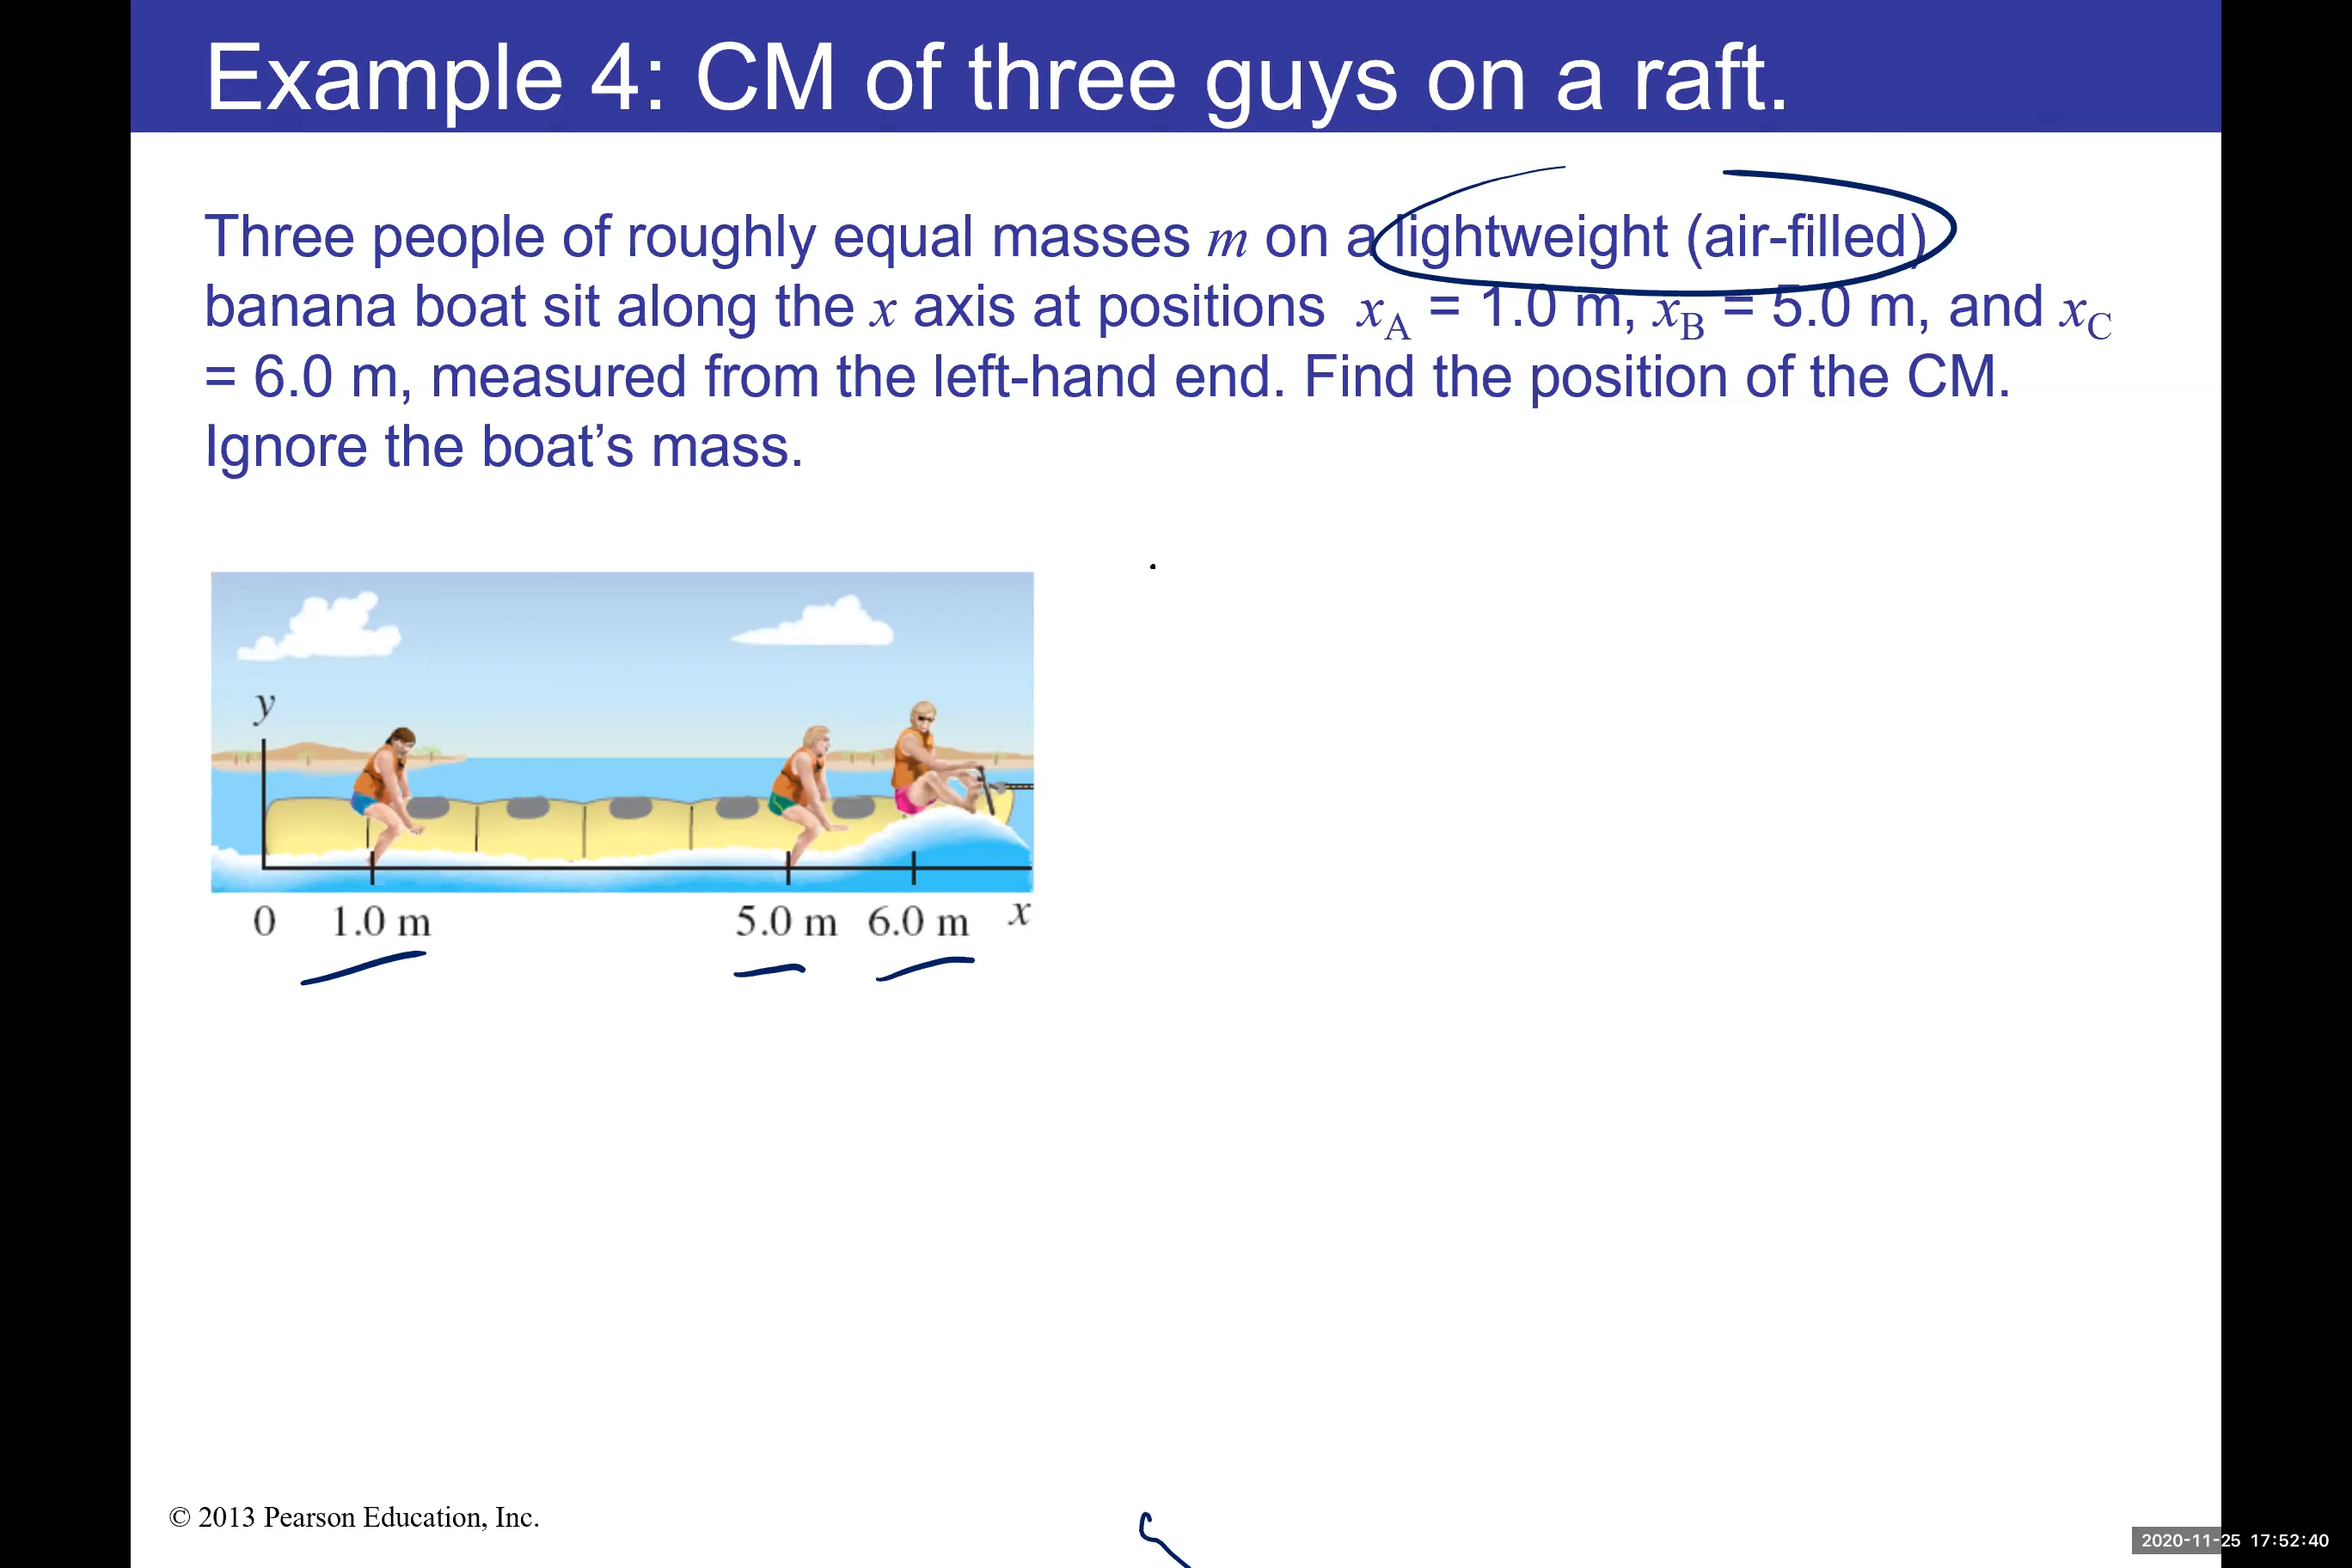 Example 4: CM of three guys on a raft.
Three people of roughly equal masses m on a lightweight (air-filled)
banana boat sit along the x axis at positions xA = 1.0 m, xB = 5.0 m, and xC
= 6.0 m, measured from the left-hand end. Find the position of the CM.
Ignore the boat’s mass.
y
0 1.0 m 5.0 m 6.0 m x
© 2013 Pearson Education, Inc.
2020-11-25 17:52:40